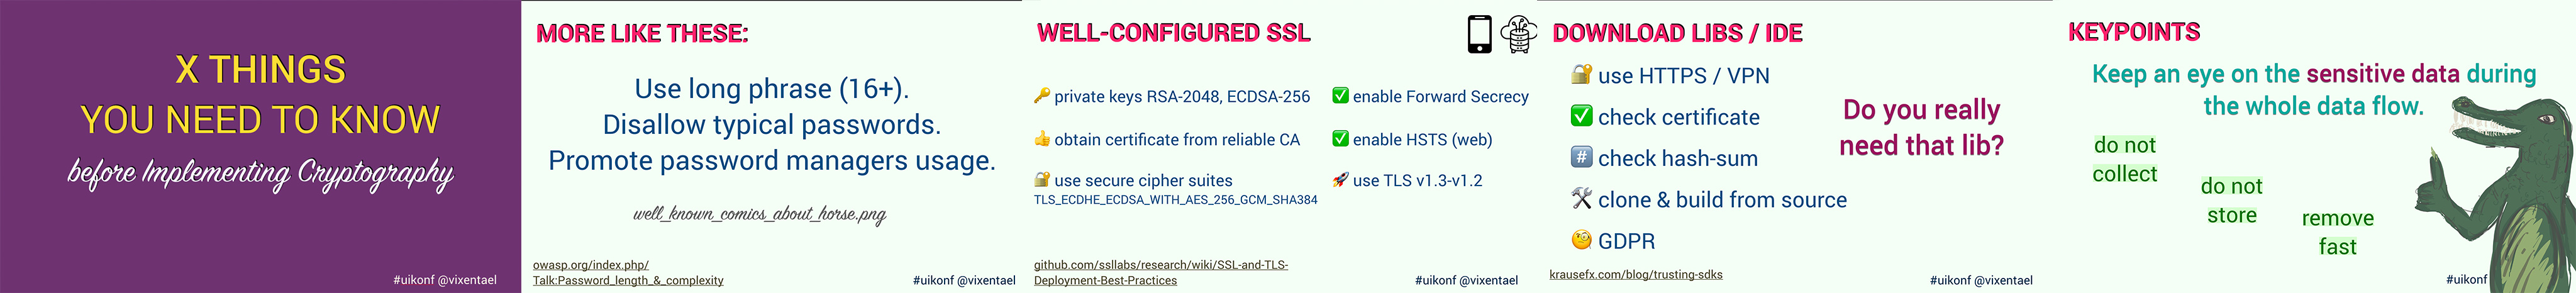 X THINGS
YOU NEED TO KNOW
before Implementing Cryptography
#uikonf @vixentael
MORE LIKE THESE:
Use long phrase (16+).
Disallow typical passwords.
Promote password managers usage.
well_known_comics_about_horse.png
owasp.org/index.php/
Talk:Password_length_&_complexity
#uikonf @vixentael
WELL-CONFIGURED SSL
private keys RSA-2048, ECDSA-256
obtain certificate from reliable CA
use secure cipher suites
TLS_ECDHE_ECDSA_WITH_AES_256_GCM_SHA384
enable Forward Secrecy
enable HSTS (web)
use TLS v1.3-v1.2
github.com/ssllabs/research/wiki/SSL-and-TLS-
Deployment-Best-Practices
#uikonf @vixentael
DOWNLOAD LIBS / IDE
use HTTPS / VPN
check certificate
# check hash-sum
clone & build from source
GDPR
Do you really
need that lib?
krausefx.com/blog/trusting-sdks
#uikonf @vixentael
KEYPOINTS
Keep an eye on the sensitive data during
the whole data flow.
do not
collect
do not
store
remove
fast
#uikonf